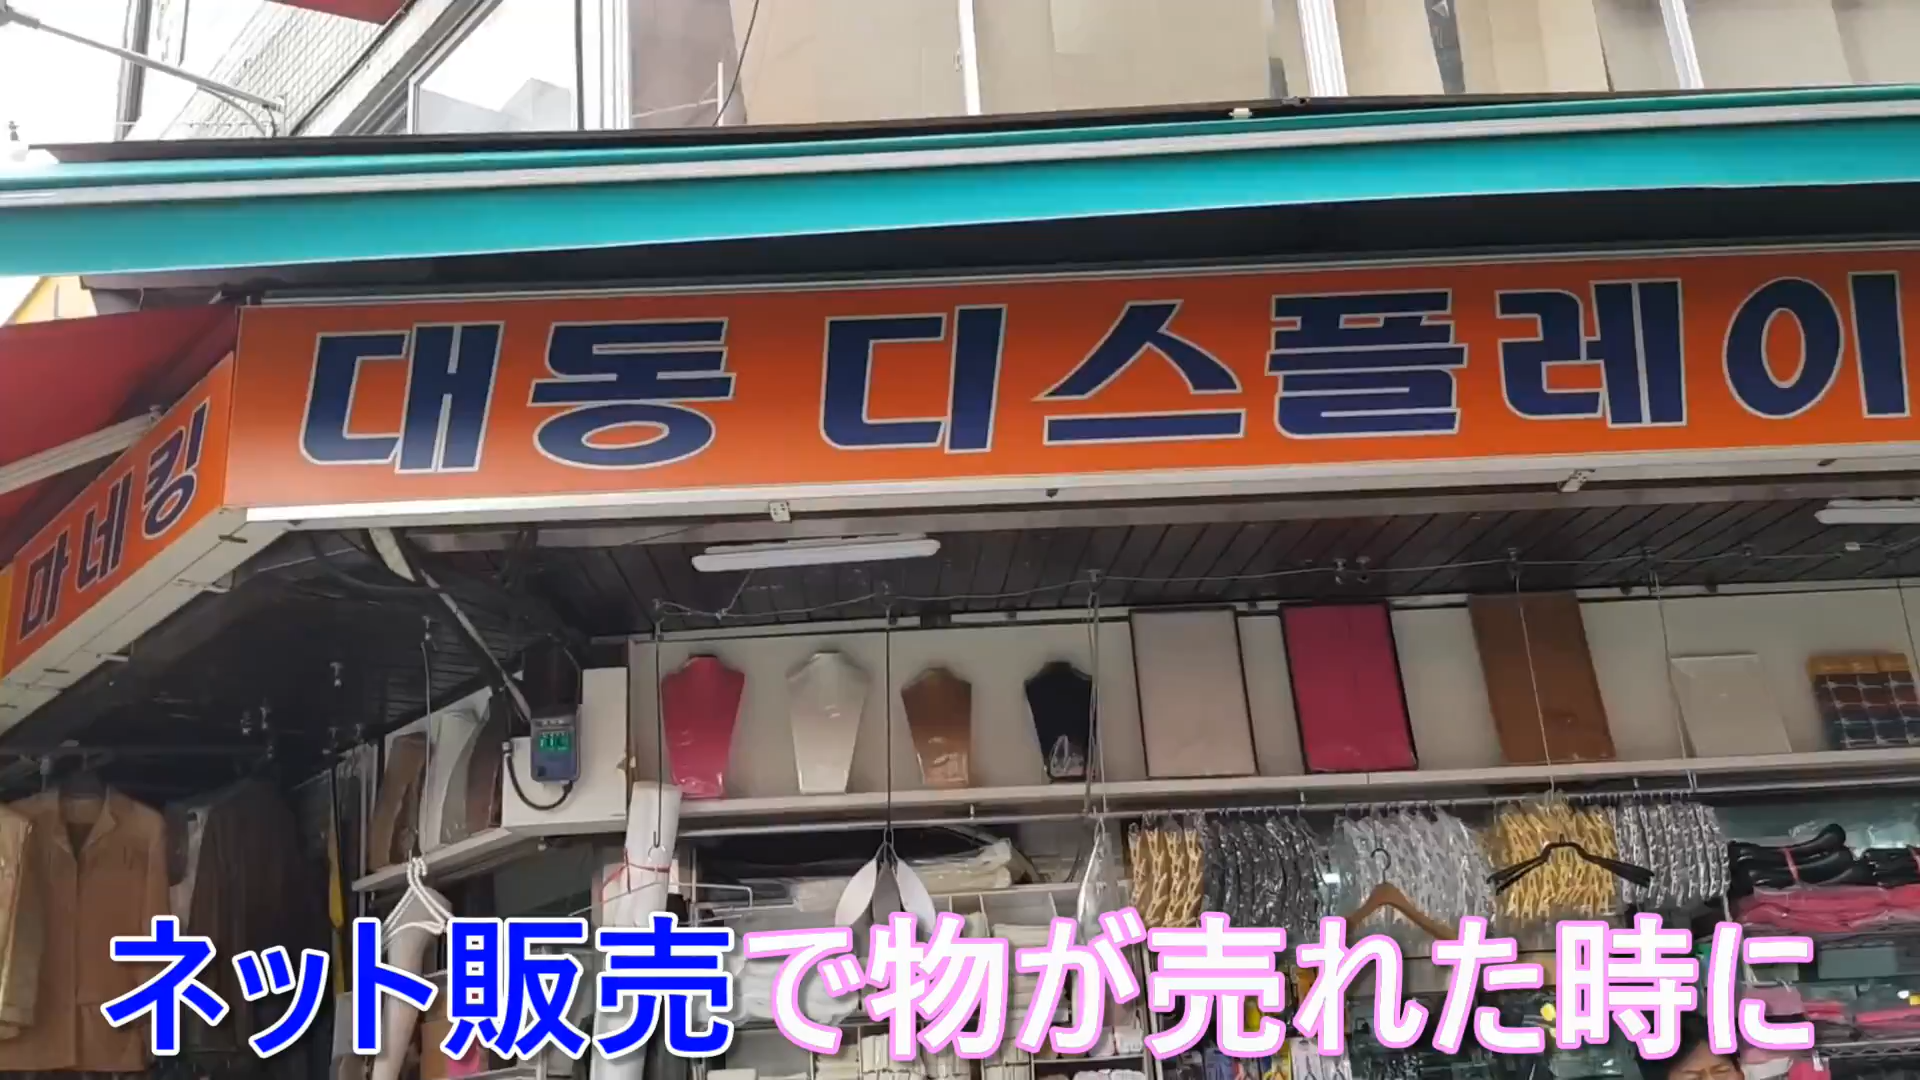 대동 디스플레이
마네킹
ネット販売で物が売れた時に